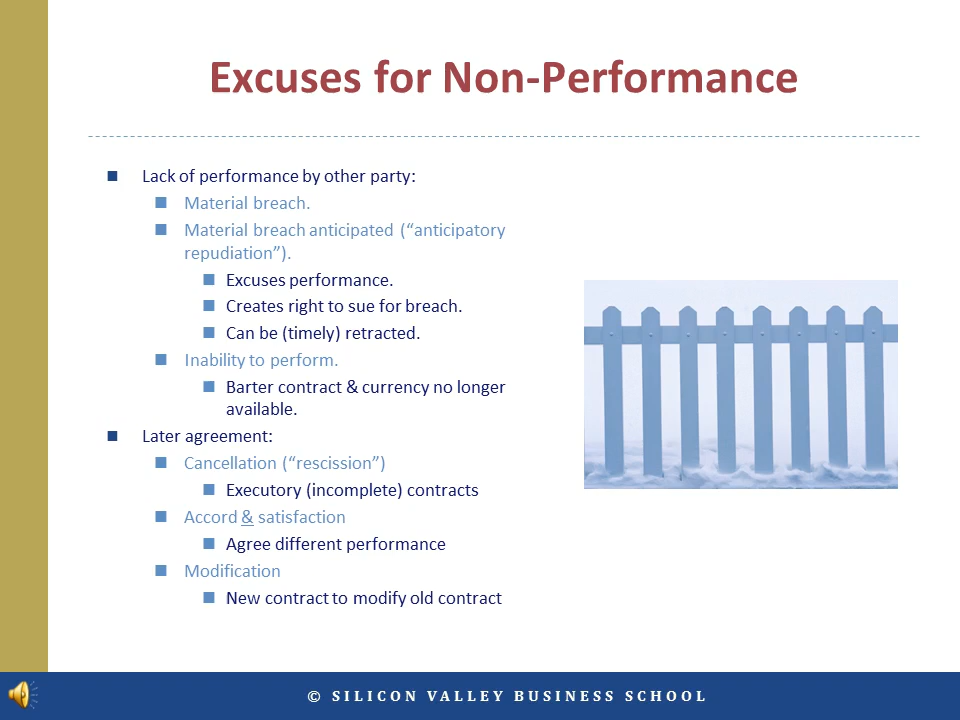 Excuses for Non-Performance
Lack of performance by other party:
Material breach.
Material breach anticipated (“anticipatory
repudiation”).
Excuses performance.
Creates right to sue for breach.
Can be (timely) retracted.
Inability to perform.
Barter contract & currency no longer
available.
Later agreement:
Cancellation (“rescission”)
Executory (incomplete) contracts
Accord & satisfaction
Agree different performance
Modification
New contract to modify old contract
© SILICON VALLEY BUSINESS SCHOOL